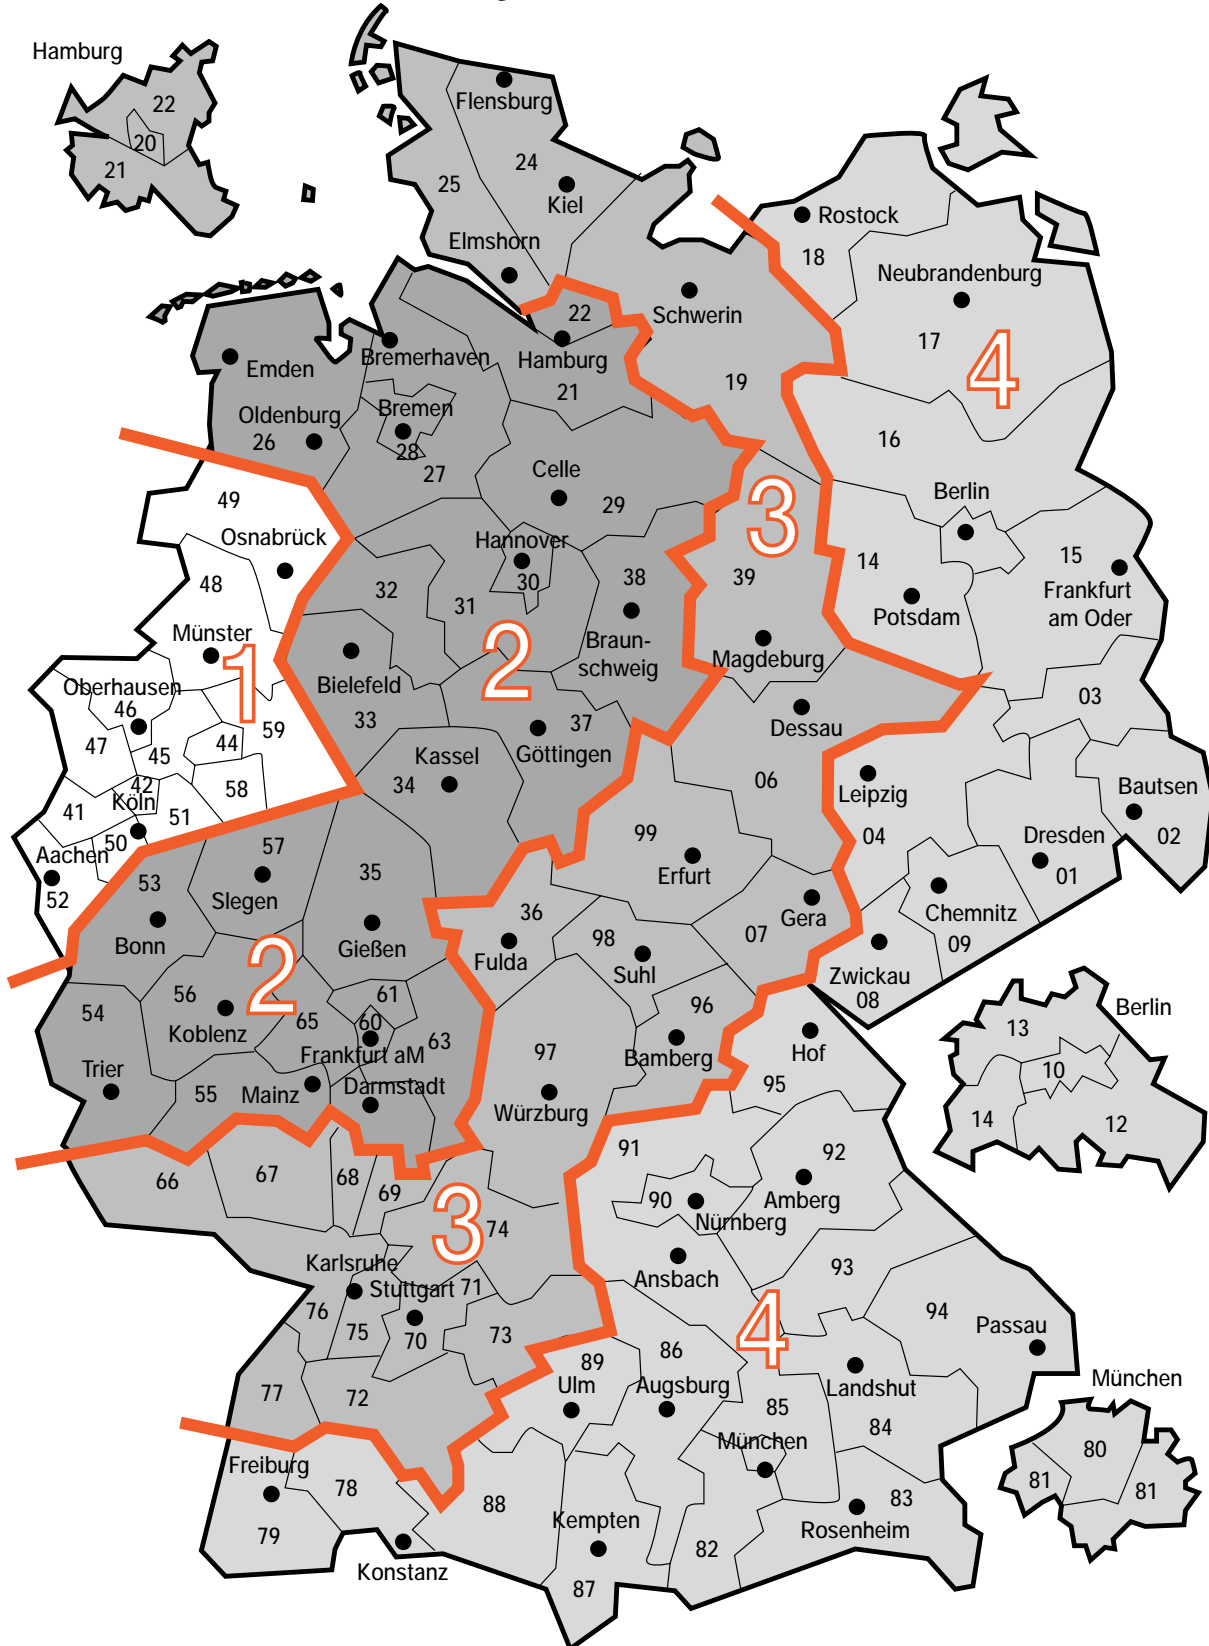 Hamburg
22
20
21
Flensburg
24
25
Kiel
Elmshorn
Rostock
18
Neubrandenburg
17
4
22
Schwerin
Hamburg
21
19
Bremerhaven
Emden
Oldenburg
26
Bremen
28
27
Celle
29
16
Berlin
3
49
Osnabrück
Hannover
30
48
32
31
38
39
14
15
Frankfurt
am Oder
Potsdam
Münster
1
2
Braun-
schweig
Magdeburg
Oberhausen
46
Bielefeld
33
03
47
45
44
59
37
Göttingen
Dessau
Kassel
34
42
58
41
Köln
51
50
06
Leipzig
04
Bautsen
02
Aachen
52
57
53
Slegen
35
99
Erfurt
Dresden
01
Bonn
Gießen
36
Fulda
98
Suhl
07
Gera
Chemnitz
09
2
Zwickau
08
54
56
Koblenz
65
61
60
63
Frankfurt aM
96
Bamberg
97
Hof
95
Berlin
13
10
14
12
Trier
55
Mainz
Darmstadt
Würzburg
91
92
Amberg
66
67
68
69
3
74
90
Nürnberg
Karlsruhe
Stuttgart
71
Ansbach
93
76
75
70
73
4
94
Passau
77
72
89
Ulm
86
Augsburg
Landshut
85
84
München
München
80
81
81
Freiburg
78
79
88
Kempten
83
Rosenheim
82
Konstanz
87